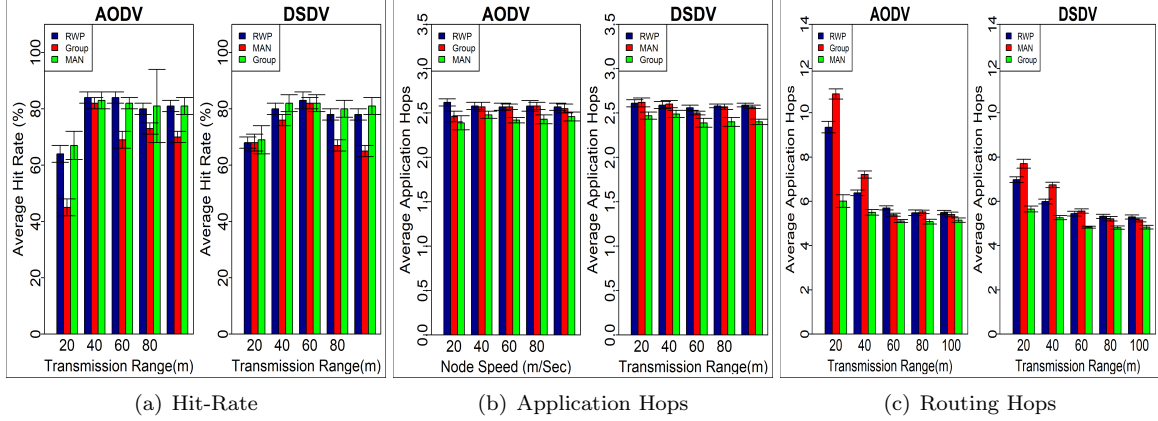 AODV
DSDV
AODV
DSDV
AODV
DSDV
RWP
Group
MAN
RWP
MAN
Group
RWP
Group
MAN
RWP
MAN
Group
RWP
Group
MAN
RWP
MAN
Group
Average Hit Rate (%)
0 20 40 60 80 100
20 40 60 80
Transmission Range(m)
Average Hit Rate (%)
0 20 40 60 80 100
20 40 60 80
Transmission Range(m)
Average Application Hops
0.0 0.5 1.0 1.5 2.0 2.5 3.0 3.5
20 40 60 80
Node Speed (m/Sec)
Average Application Hops
0.0 0.5 1.0 1.5 2.0 2.5 3.0 3.5
20 40 60 80
Transmission Range(m)
Average Application Hops
0 2 4 6 8 10 12 14
20 40 60 80 100
Transmission Range(m)
Average Application Hops
0 2 4 6 8 10 12 14
20 40 60 80 100
Transmission Range(m)
(a) Hit-Rate
(b) Application Hops
(c) Routing Hops